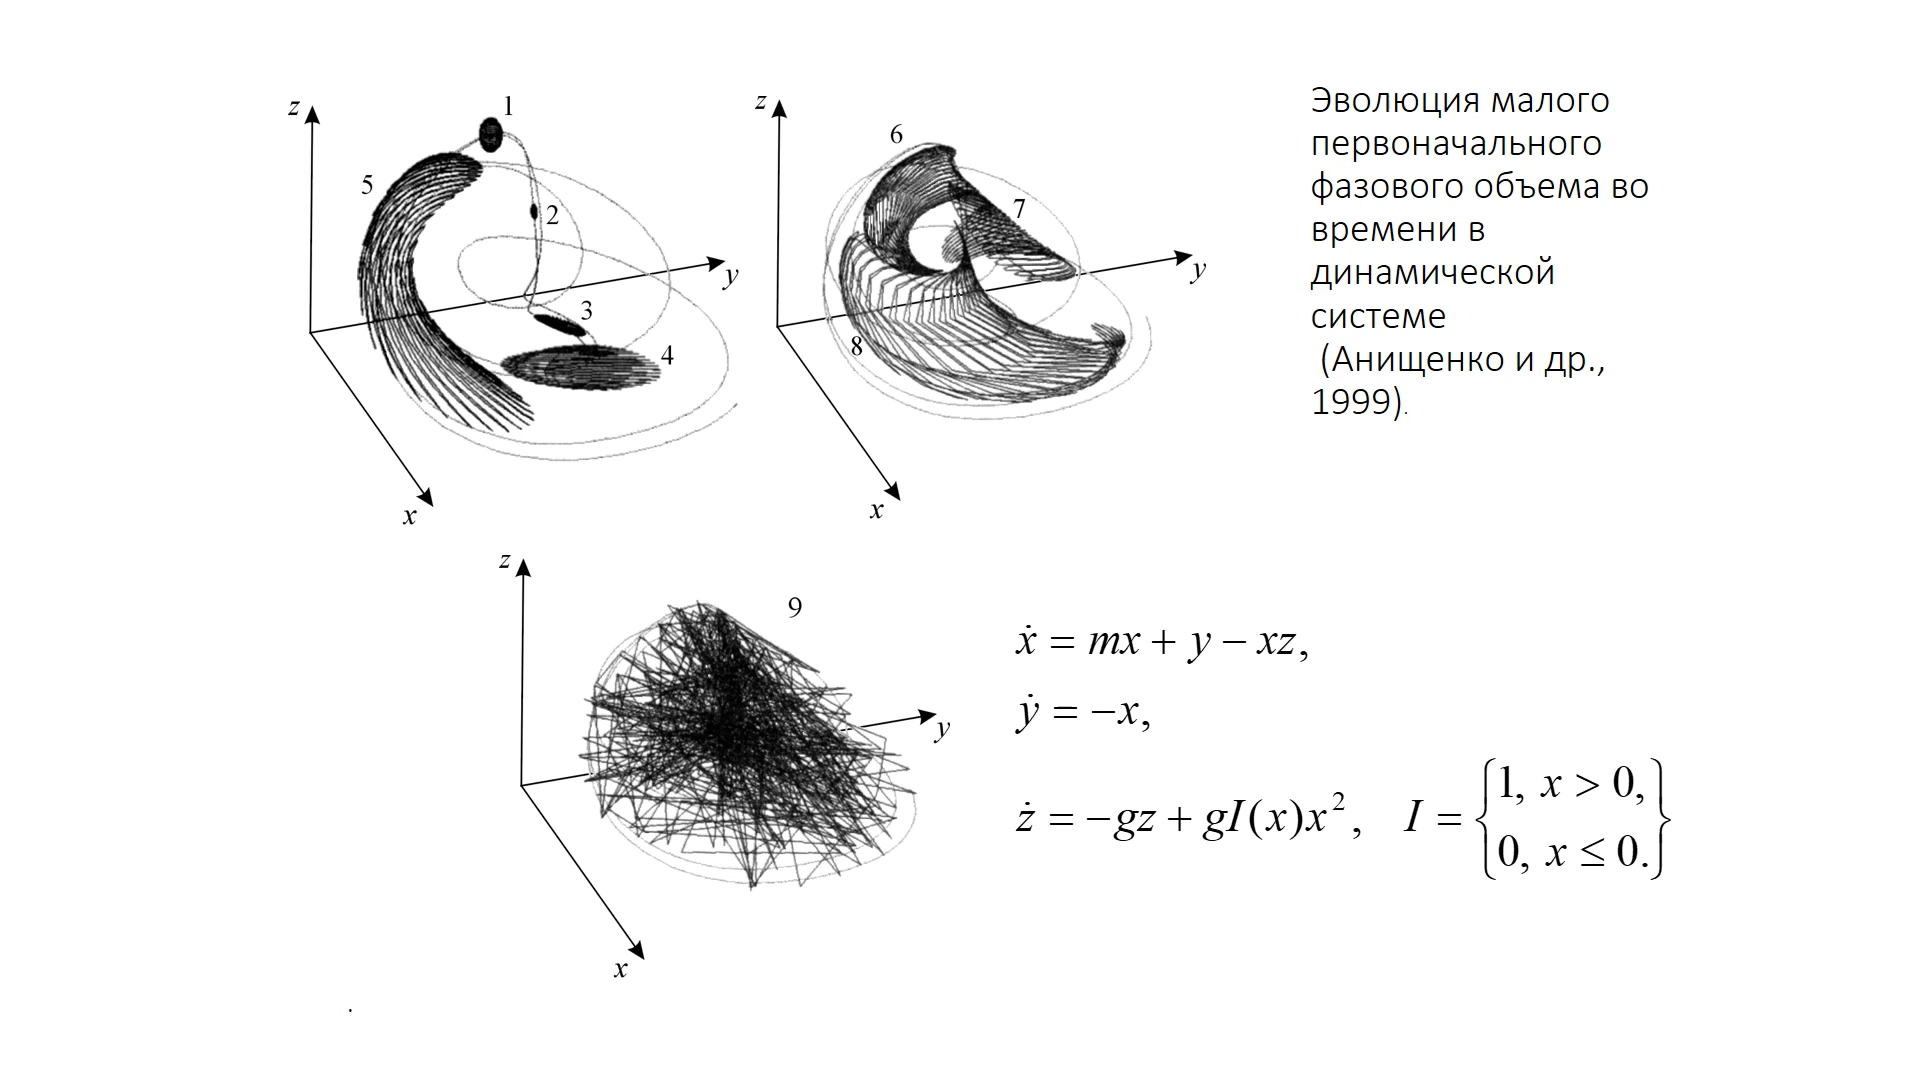 z
1
5
2
y
3
4
x
z
6
7
y
8
x
Эволюция малого
первоначального
фазового объема во
времени в
динамической
системе
(Анищенко и др.,
1999).
z
9
y
x
ẋ = mx + y − xz,
ẏ = −x,
ż = −gz + gI(x)x², I = {1, x > 0,
0, x ≤ 0.}
.